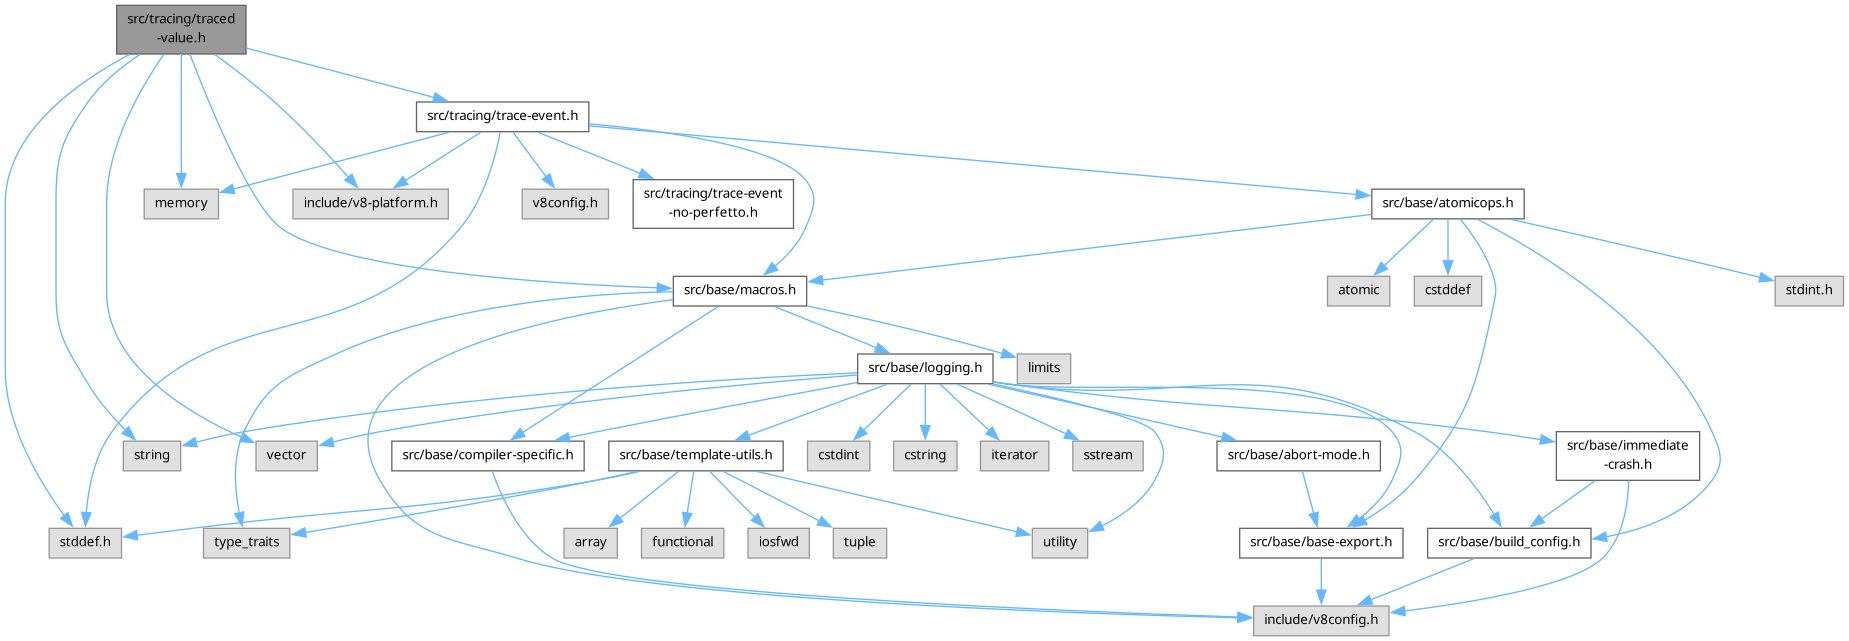 src/tracing/traced
-value.h
src/tracing/trace-event.h
memory
include/v8-platform.h
v8config.h
src/tracing/trace-event
-no-perfetto.h
src/base/atomicops.h
src/base/macros.h
atomic
cstddef
stdint.h
src/base/logging.h
limits
string
vector
src/base/compiler-specific.h
src/base/template-utils.h
cstdint
cstring
iterator
sstream
src/base/abort-mode.h
src/base/immediate
-crash.h
stddef.h
type_traits
array
functional
iosfwd
tuple
utility
src/base/base-export.h
src/base/build_config.h
include/v8config.h